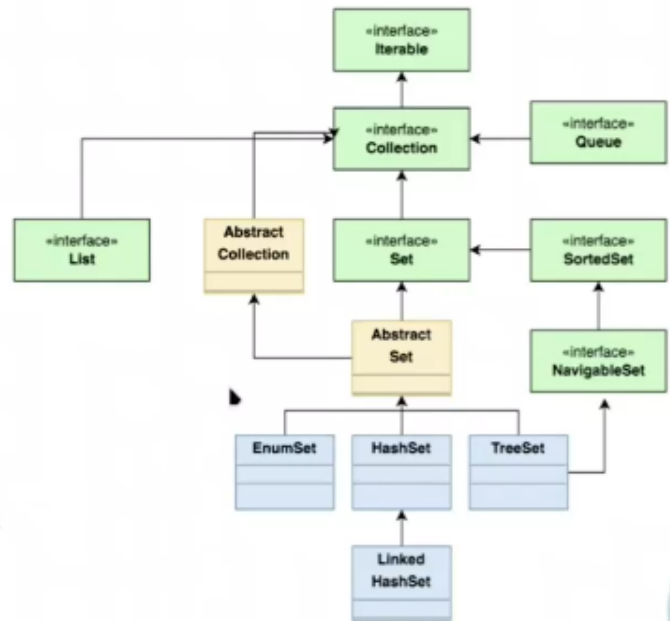 «interface»
Iterable
«interface»
Collection
«interface»
Queue
«interface»
List
Abstract
Collection
«interface»
Set
«interface»
SortedSet
Abstract
Set
«interface»
NavigableSet
EnumSet
HashSet
TreeSet
Linked
HashSet